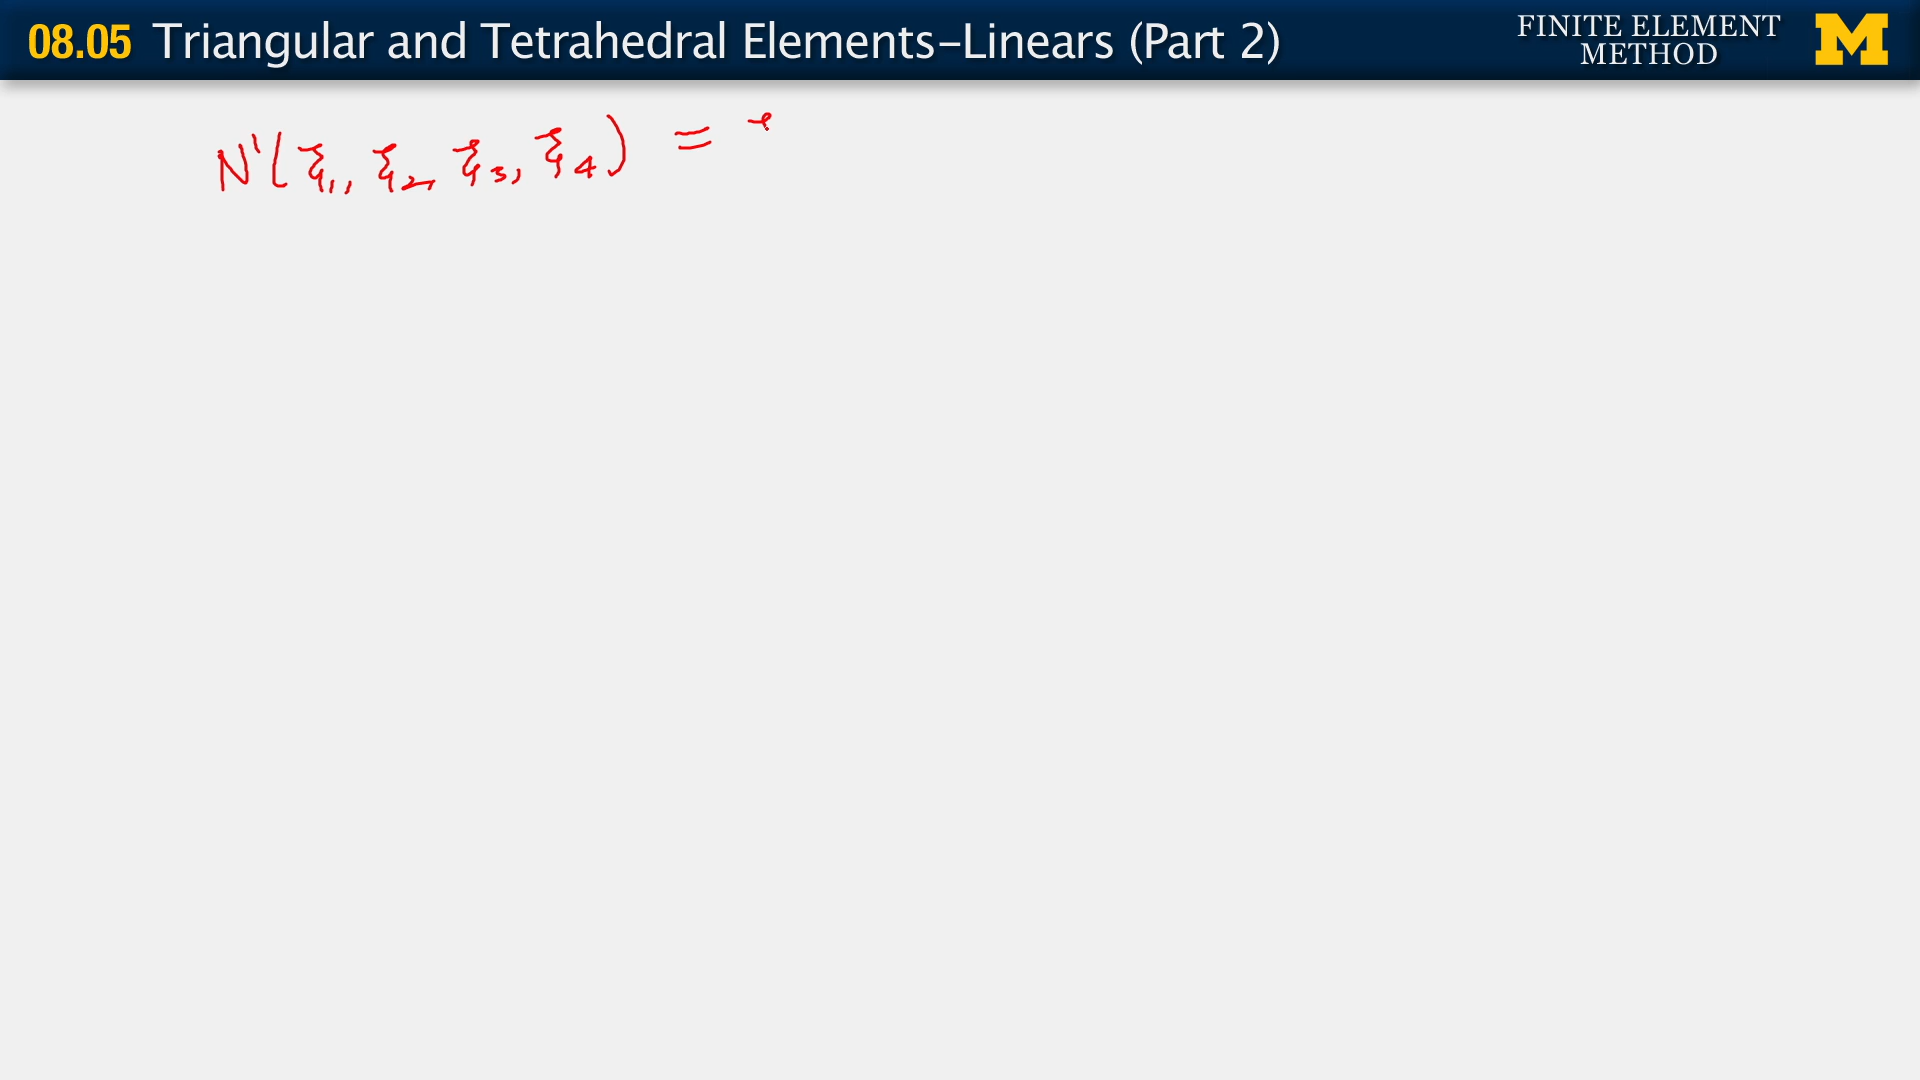 08.05 Triangular and Tetrahedral Elements–Linears (Part 2)
FINITE ELEMENT
METHOD
M
N¹(ξ₁, ξ₂, ξ₃, ξ₄) =